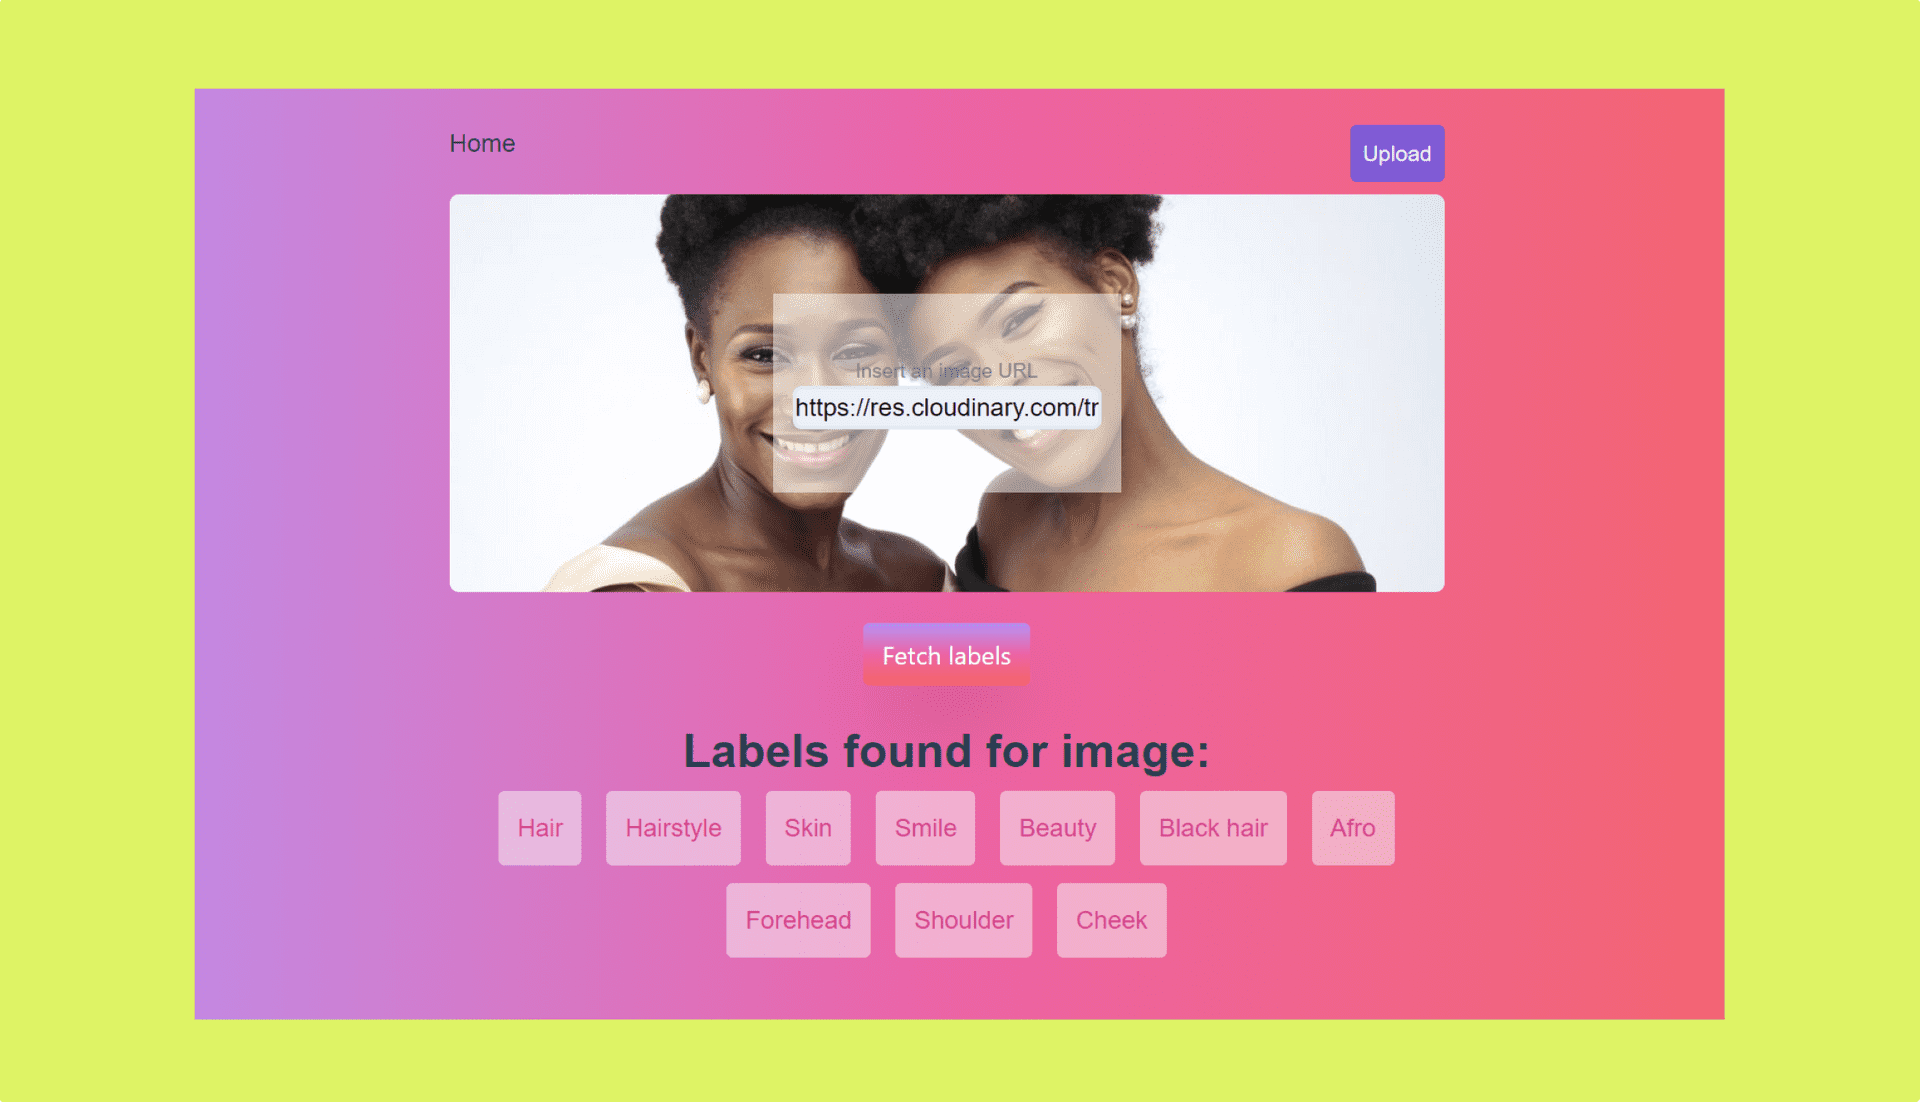 Home
Upload
Insert an image URL
https://res.cloudinary.com/tr
Fetch labels
Labels found for image:
Hair Hairstyle Skin Smile Beauty Black hair Afro
Forehead Shoulder Cheek